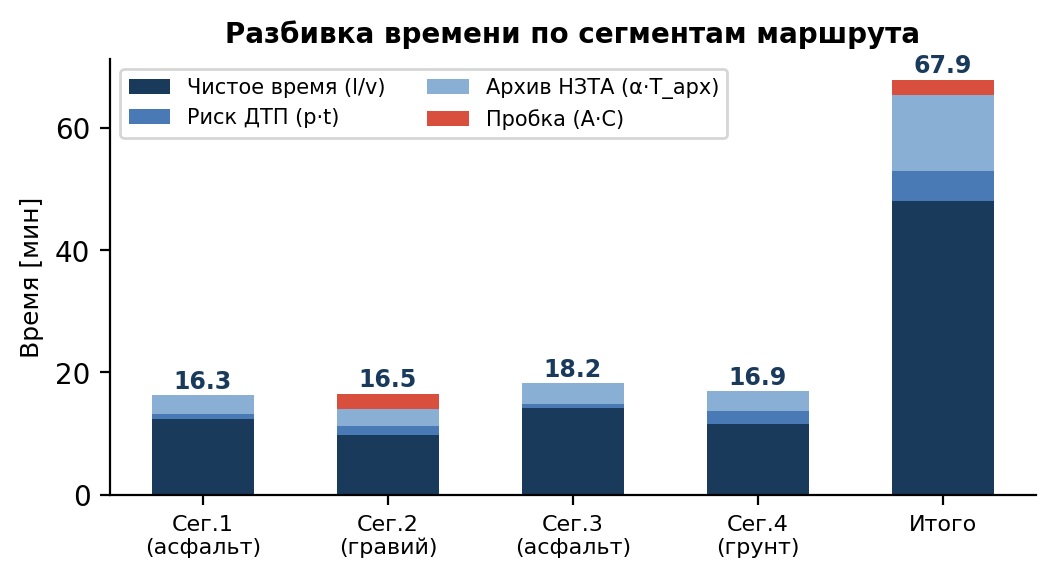 Разбивка времени по сегментам маршрута
Чистое время (l/v)
Риск ДТП (p·t)
Архив НЗТА (α·T_арх)
Пробка (A·C)
Время [мин]
60
40
20
0
16.3
16.5
18.2
16.9
67.9
Сег.1
(асфальт)
Сег.2
(гравий)
Сег.3
(асфальт)
Сег.4
(грунт)
Итого